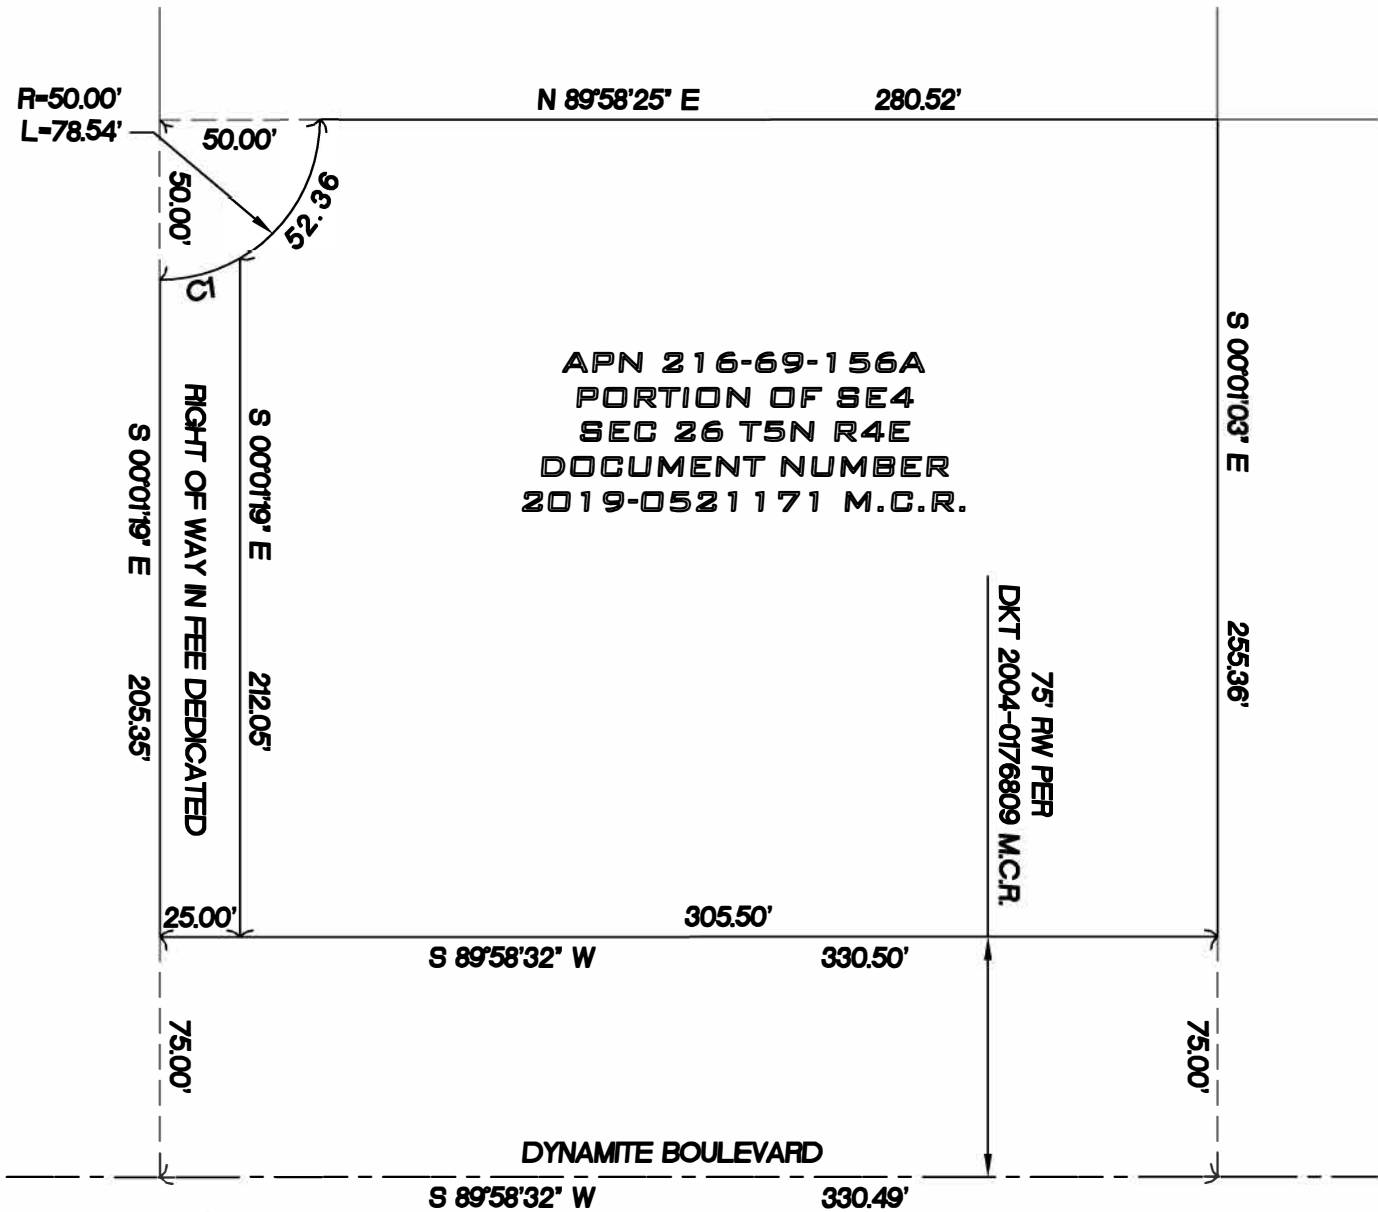 R=50.00'
L=78.54'
N 89°58'25" E 280.52'
50.00'
50.00'
52.36
C1
APN 216-69-156A
PORTION OF SE4
SEC 26 T5N R4E
DOCUMENT NUMBER
2019-0521171 M.C.R.
S 00°01'03" E 255.36'
S 00°01'19" E 205.35'
RIGHT OF WAY IN FEE DEDICATED
S 00°01'19" E 212.05'
75' RW PER
DKT 2004-0176809 M.C.R.
25.00' 305.50'
S 89°58'32" W 330.50'
75.00'
75.00'
DYNAMITE BOULEVARD
S 89°58'32" W 330.49'